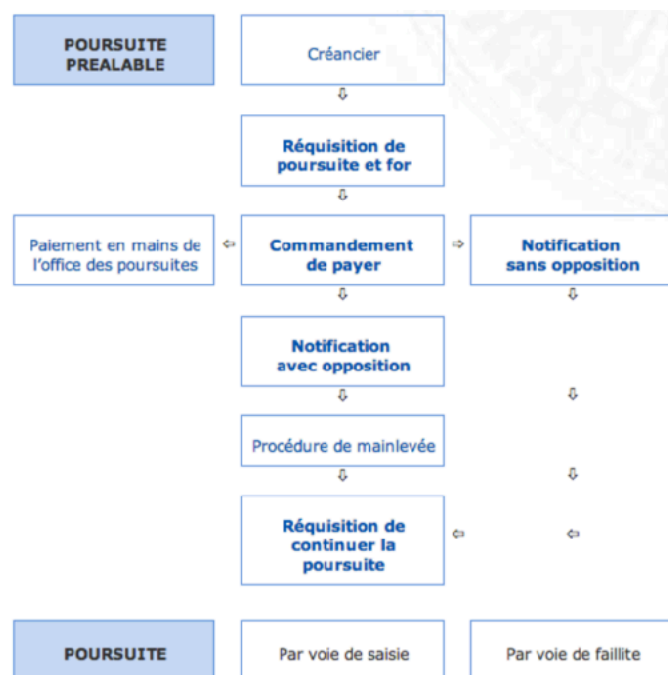 POURSUITE
PREALABLE
Créancier
Réquisition de
poursuite et for
Paiement en mains de
l'office des poursuites
Commandement
de payer
Notification
sans opposition
Notification
avec opposition
Procédure de mainlevée
Réquisition de
continuer la
poursuite
POURSUITE
Par voie de saisie
Par voie de faillite